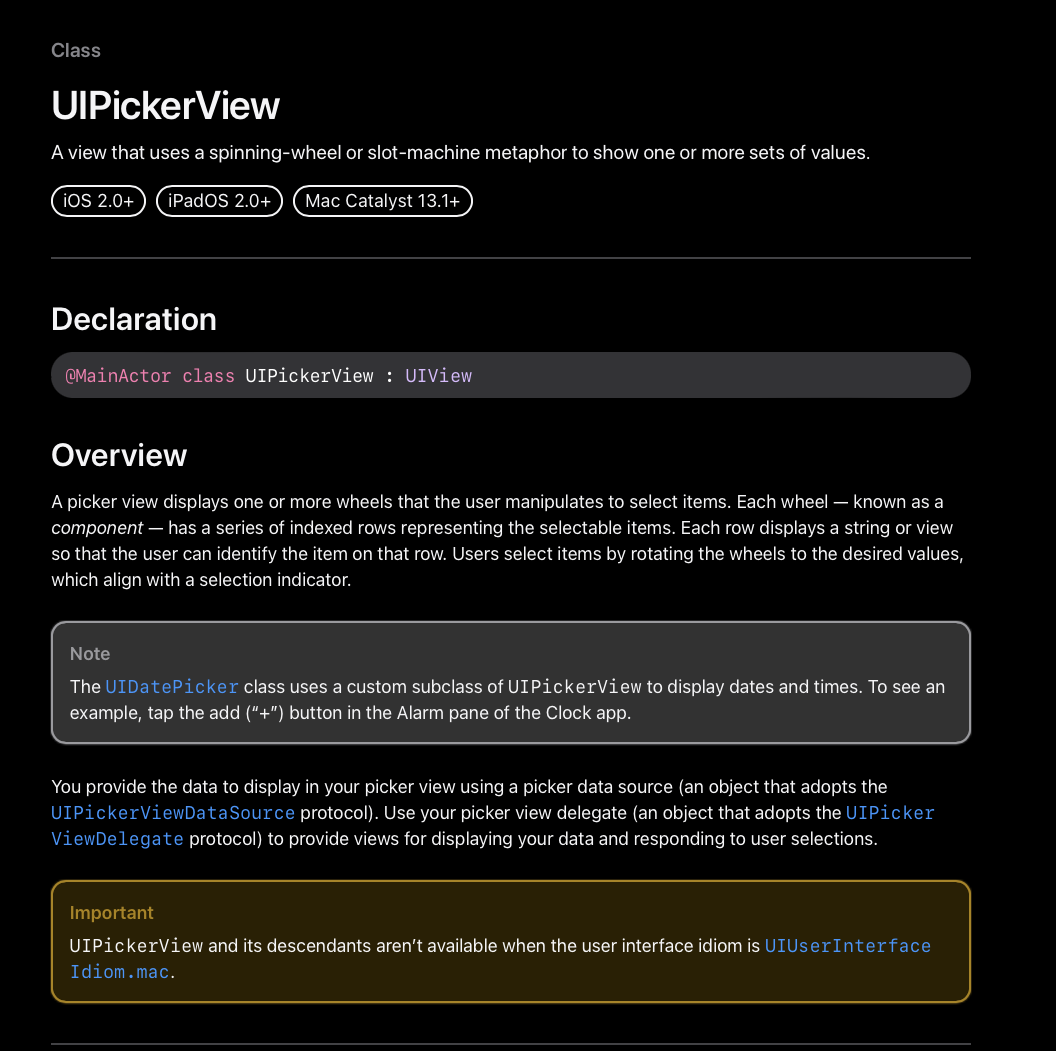 Class
UIPickerView
A view that uses a spinning-wheel or slot-machine metaphor to show one or more sets of values.
iOS 2.0+ iPadOS 2.0+ Mac Catalyst 13.1+
Declaration
@MainActor class UIPickerView : UIView
Overview
A picker view displays one or more wheels that the user manipulates to select items. Each wheel — known as a
component — has a series of indexed rows representing the selectable items. Each row displays a string or view
so that the user can identify the item on that row. Users select items by rotating the wheels to the desired values,
which align with a selection indicator.
Note
The UIDatePicker class uses a custom subclass of UIPickerView to display dates and times. To see an
example, tap the add (“+”) button in the Alarm pane of the Clock app.
You provide the data to display in your picker view using a picker data source (an object that adopts the
UIPickerViewDataSource protocol). Use your picker view delegate (an object that adopts the UIPicker
ViewDelegate protocol) to provide views for displaying your data and responding to user selections.
Important
UIPickerView and its descendants aren’t available when the user interface idiom is UIUserInterface
Idiom.mac.